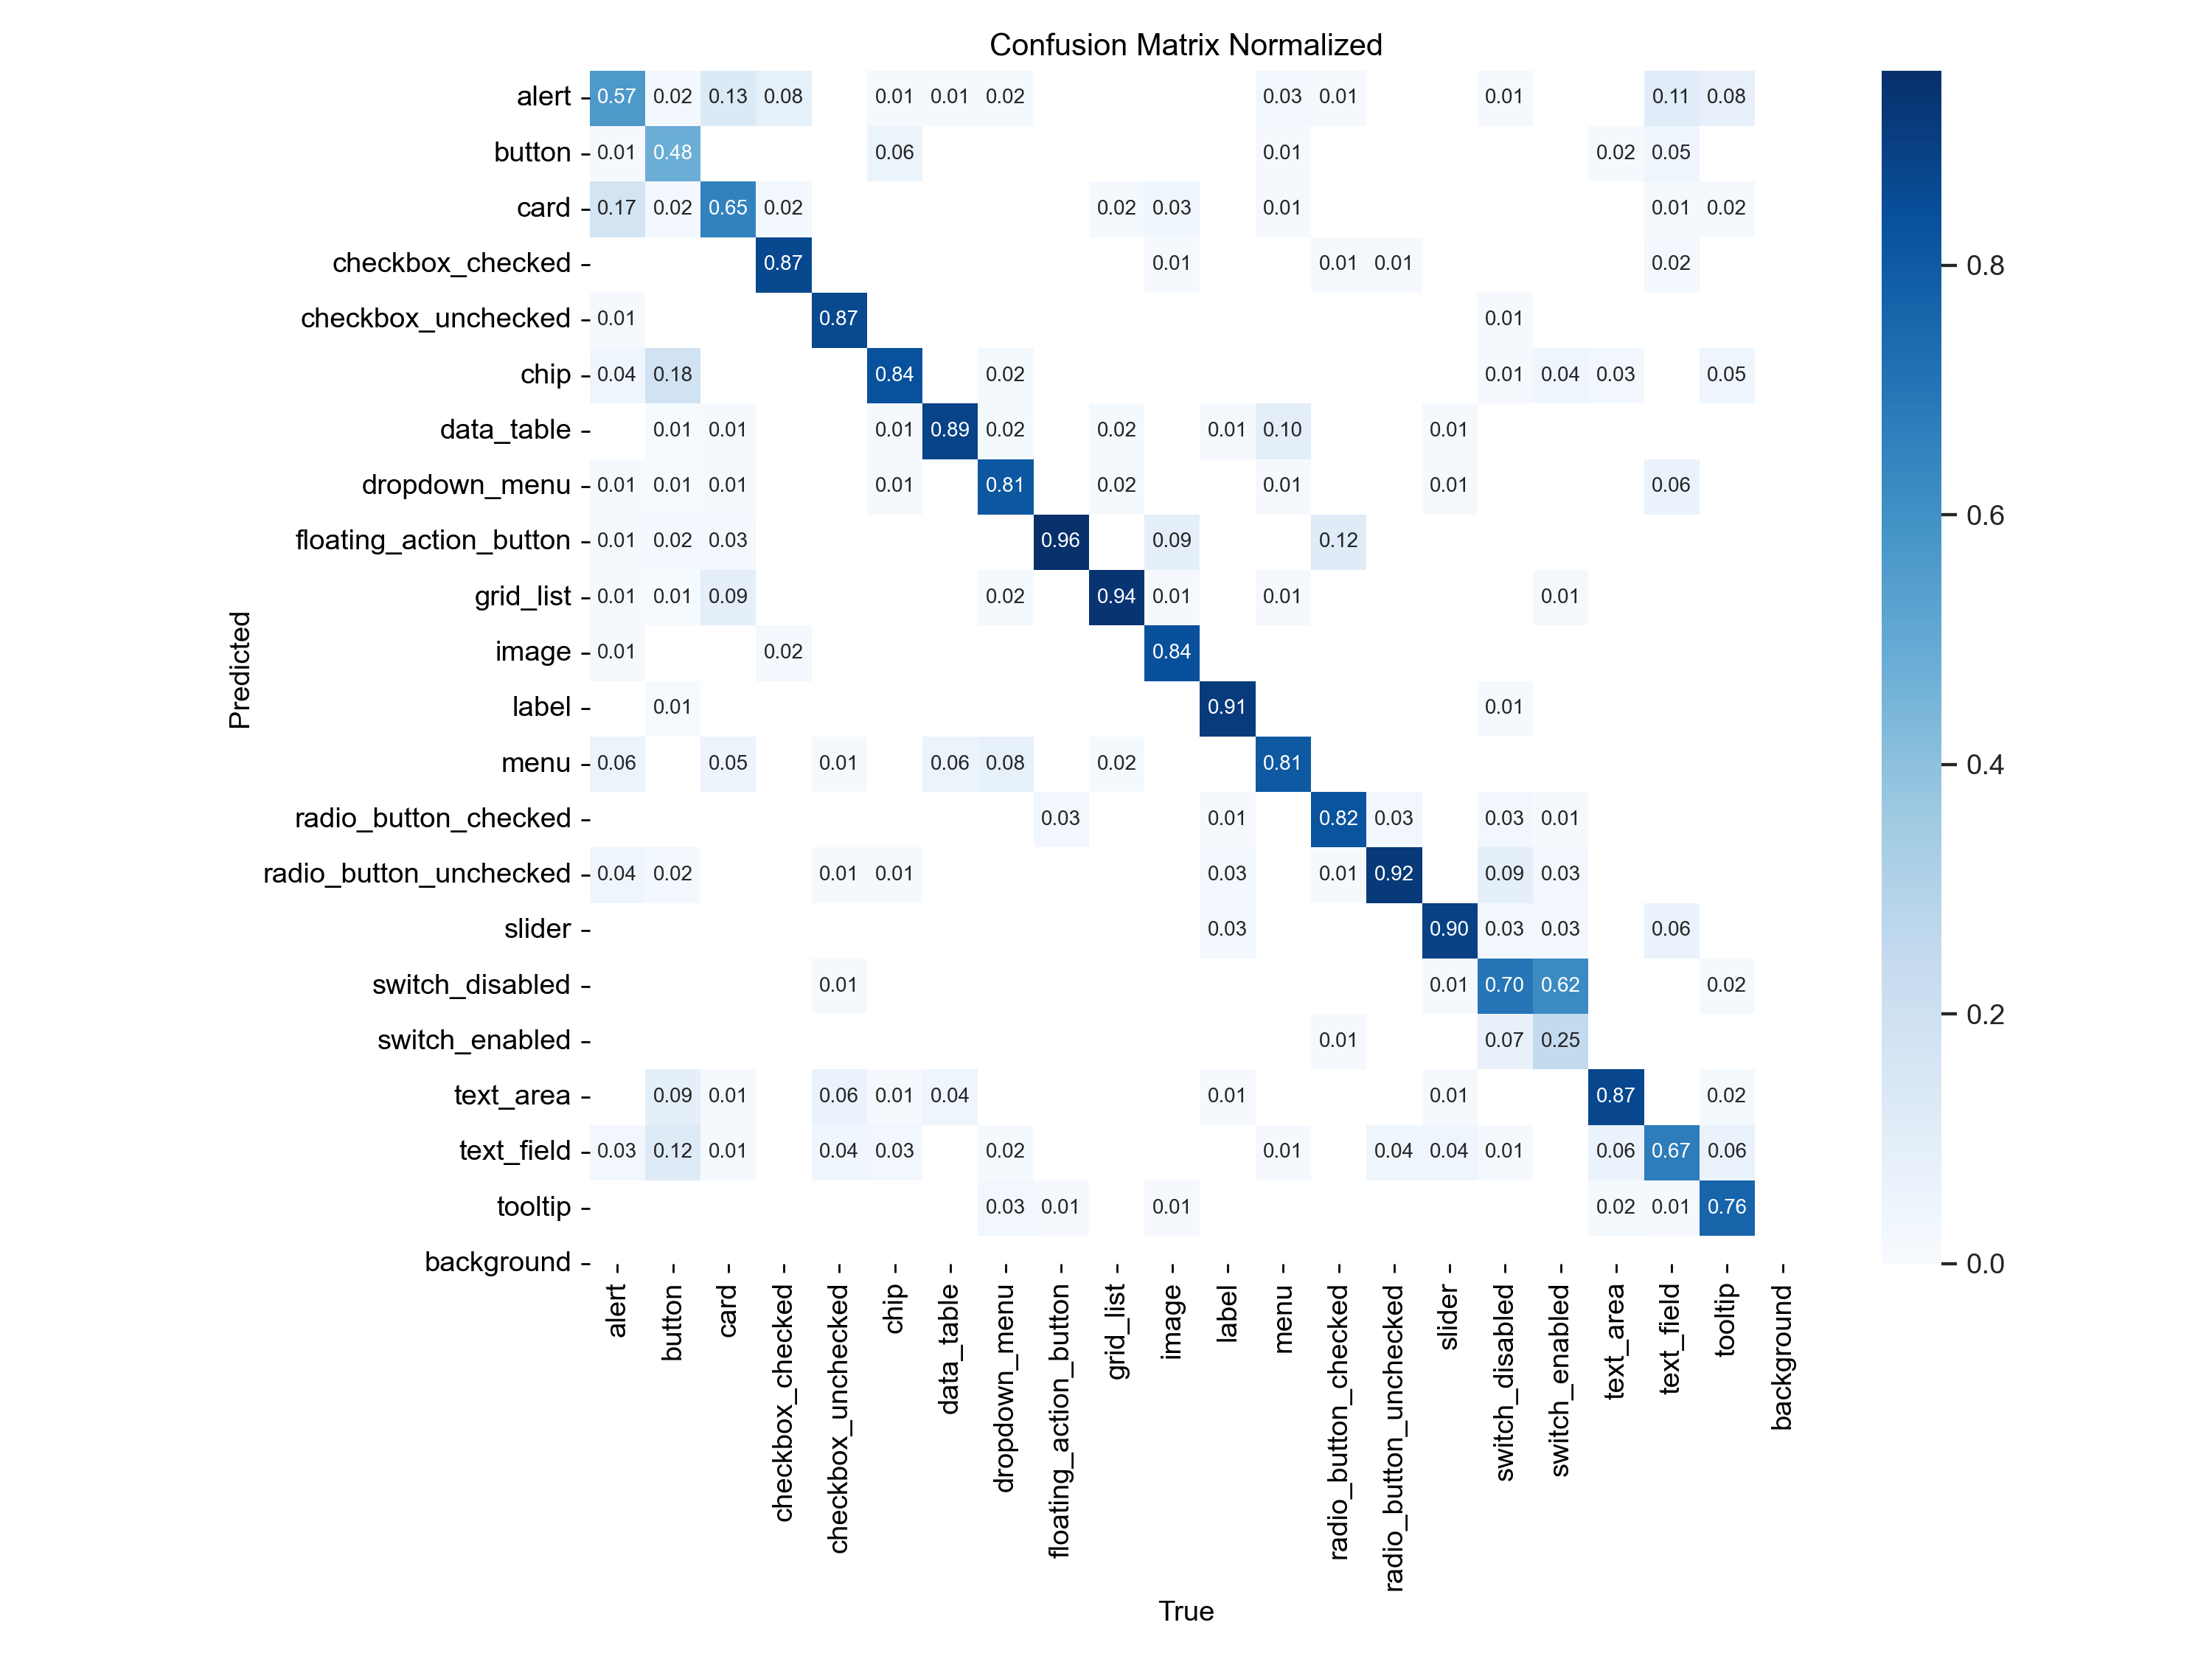 Confusion Matrix Normalized
alert 0.57 0.02 0.13 0.08 0.01 0.01 0.02 0.03 0.01 0.01 0.11 0.08
button 0.01 0.48 0.06 0.01 0.02 0.05
card 0.17 0.02 0.65 0.02 0.02 0.03 0.01 0.01 0.02
checkbox_checked 0.87 0.01 0.01 0.01 0.02
checkbox_unchecked 0.01 0.87 0.01
chip 0.04 0.18 0.84 0.02 0.01 0.04 0.03 0.05
data_table 0.01 0.01 0.01 0.89 0.02 0.02 0.01 0.10 0.01
dropdown_menu 0.01 0.01 0.01 0.01 0.81 0.02 0.01 0.01 0.06
floating_action_button 0.01 0.02 0.03 0.96 0.09 0.12
grid_list 0.01 0.01 0.09 0.02 0.94 0.01 0.01 0.01
image 0.01 0.02 0.84
label 0.01 0.91 0.01
menu 0.06 0.05 0.01 0.06 0.08 0.02 0.81
radio_button_checked 0.03 0.01 0.82 0.03 0.03 0.01
radio_button_unchecked 0.04 0.02 0.01 0.01 0.03 0.01 0.92 0.09 0.03
slider 0.03 0.90 0.03 0.03 0.06
switch_disabled 0.01 0.01 0.70 0.62 0.02
switch_enabled 0.01 0.07 0.25
text_area 0.09 0.01 0.06 0.01 0.04 0.01 0.01 0.87 0.02
text_field 0.03 0.12 0.01 0.04 0.03 0.02 0.01 0.04 0.04 0.01 0.06 0.67 0.06
tooltip 0.03 0.01 0.01 0.02 0.01 0.76
background
Predicted
alert
button
card
checkbox_checked
checkbox_unchecked
chip
data_table
dropdown_menu
floating_action_button
grid_list
image
label
menu
radio_button_checked
radio_button_unchecked
slider
switch_disabled
switch_enabled
text_area
text_field
tooltip
background
True
0.8
0.6
0.4
0.2
0.0